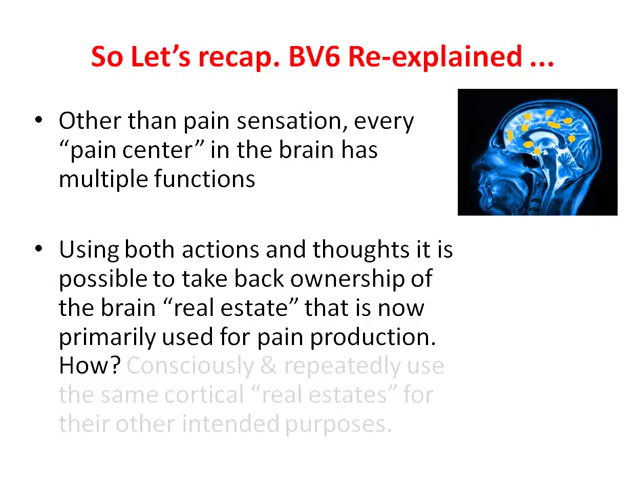 So Let’s recap. BV6 Re-explained ...
• Other than pain sensation, every
“pain center” in the brain has
multiple functions
• Using both actions and thoughts it is
possible to take back ownership of
the brain “real estate” that is now
primarily used for pain production.
How? Consciously & repeatedly use
the same cortical “real estates” for
their other intended purposes.